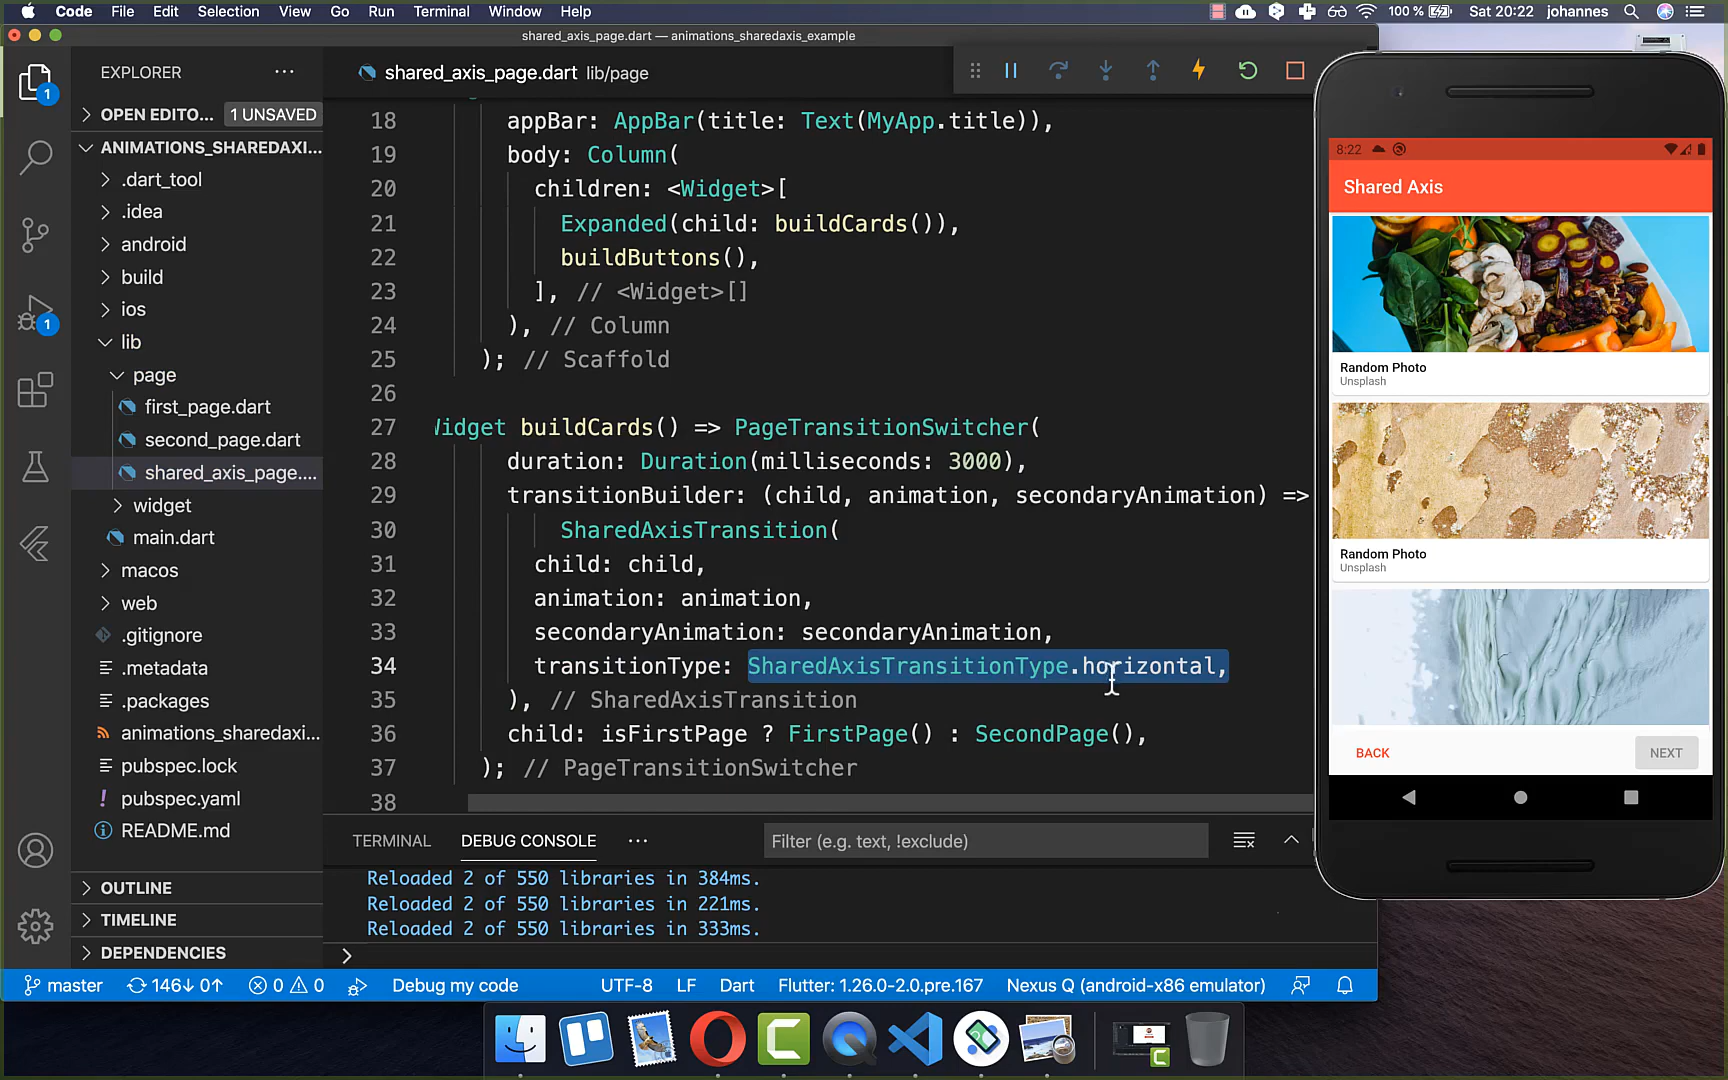 Code File Edit Selection View Go Run Terminal Window Help
100 % Sat 20:22 johannes
shared_axis_page.dart — animations_sharedaxis_example
EXPLORER
OPEN EDITO... 1 UNSAVED
ANIMATIONS_SHAREDAXI...
.dart_tool
.idea
android
build
ios
lib
page
first_page.dart
second_page.dart
shared_axis_page....
widget
main.dart
macos
web
.gitignore
.metadata
.packages
animations_sharedaxi...
pubspec.lock
pubspec.yaml
README.md
OUTLINE
TIMELINE
DEPENDENCIES
1
1
shared_axis_page.dart lib/page
18 appBar: AppBar(title: Text(MyApp.title)),
19 body: Column(
20 children: <Widget>[
21 Expanded(child: buildCards()),
22 buildButtons(),
23 ], // <Widget>[]
24 ), // Column
25 ); // Scaffold
26
27 Widget buildCards() => PageTransitionSwitcher(
28 duration: Duration(milliseconds: 3000),
29 transitionBuilder: (child, animation, secondaryAnimation) =>
30 SharedAxisTransition(
31 child: child,
32 animation: animation,
33 secondaryAnimation: secondaryAnimation,
34 transitionType: SharedAxisTransitionType.horizontal,
35 ), // SharedAxisTransition
36 child: isFirstPage ? FirstPage() : SecondPage(),
37 ); // PageTransitionSwitcher
38
TERMINAL DEBUG CONSOLE ... Filter (e.g. text, !exclude)
Reloaded 2 of 550 libraries in 384ms.
Reloaded 2 of 550 libraries in 221ms.
Reloaded 2 of 550 libraries in 333ms.
>
master 146↓ 0↑ 0 0 Debug my code UTF-8 LF Dart Flutter: 1.26.0-2.0.pre.167 Nexus Q (android-x86 emulator)
8:22
Shared Axis
Random Photo
Unsplash
Random Photo
Unsplash
BACK NEXT